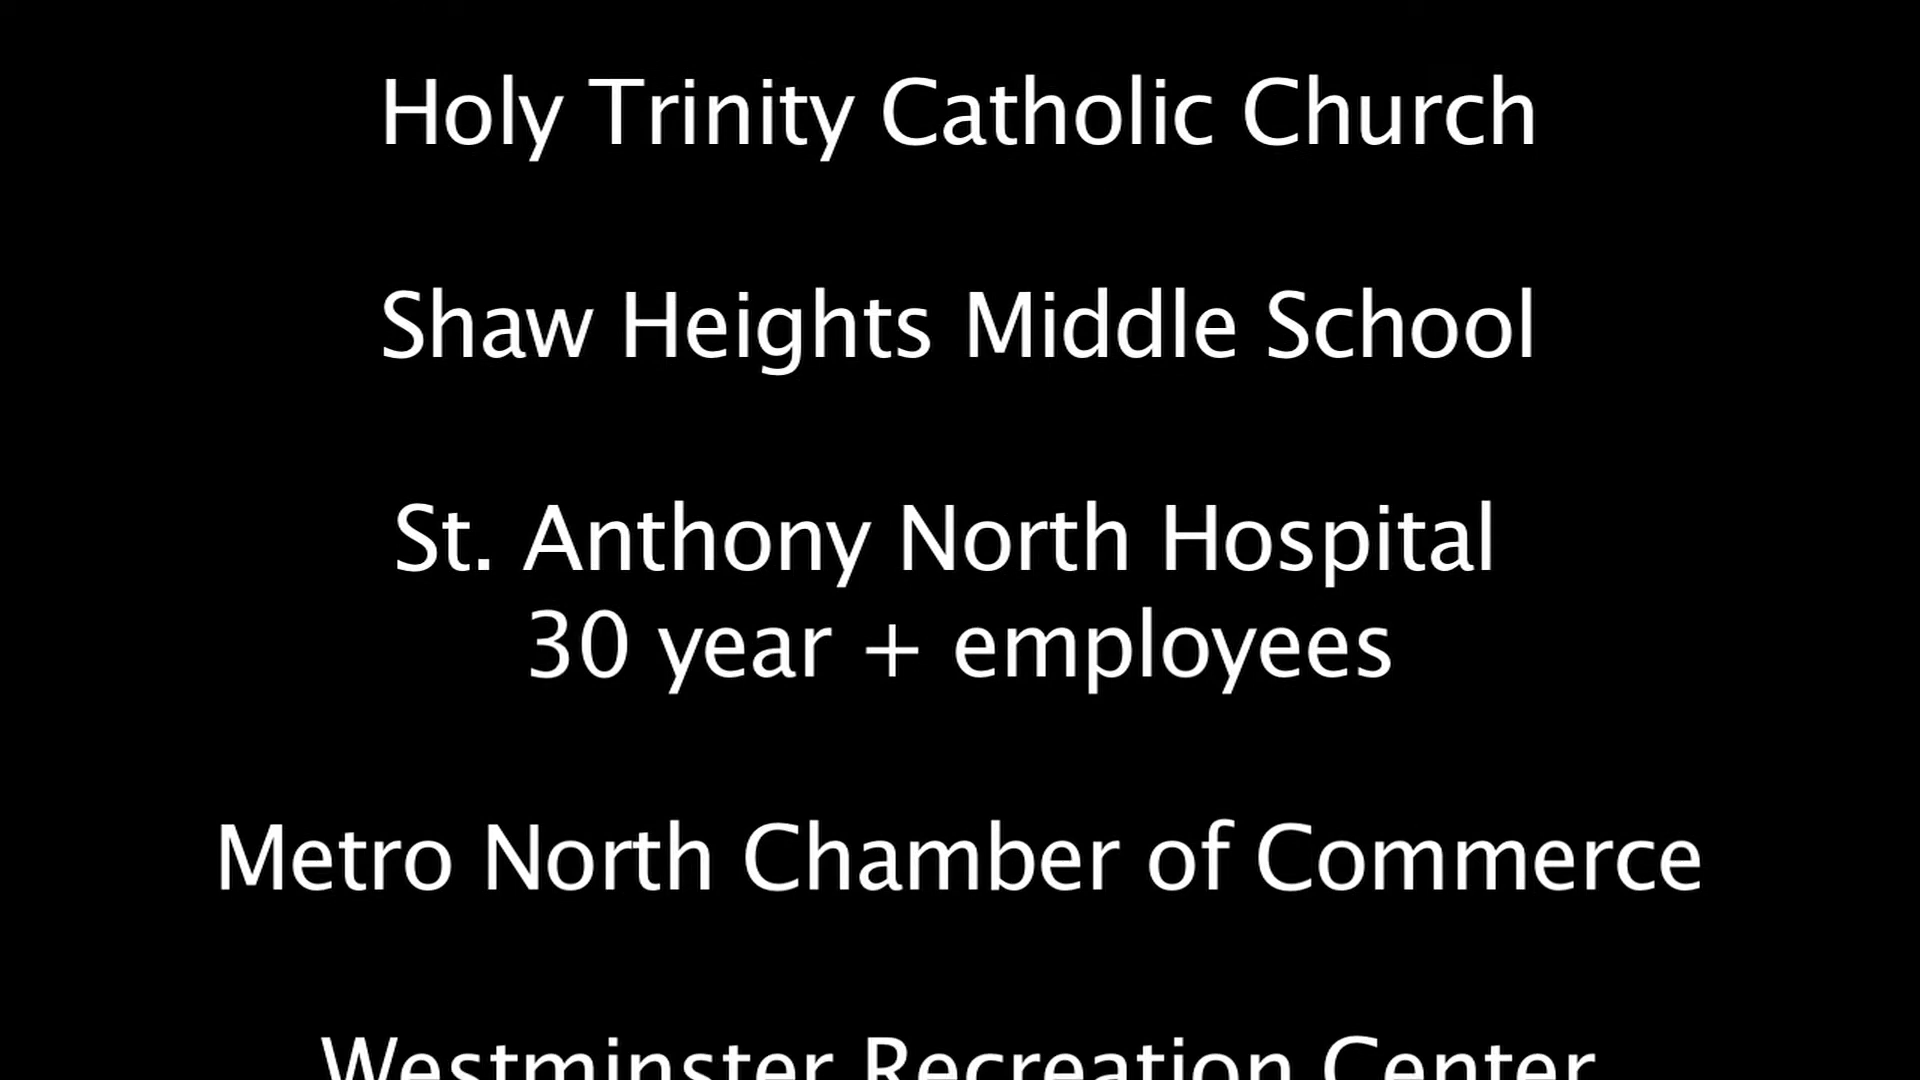 Holy Trinity Catholic Church
Shaw Heights Middle School
St. Anthony North Hospital
30 year + employees
Metro North Chamber of Commerce
Westminster Recreation Center